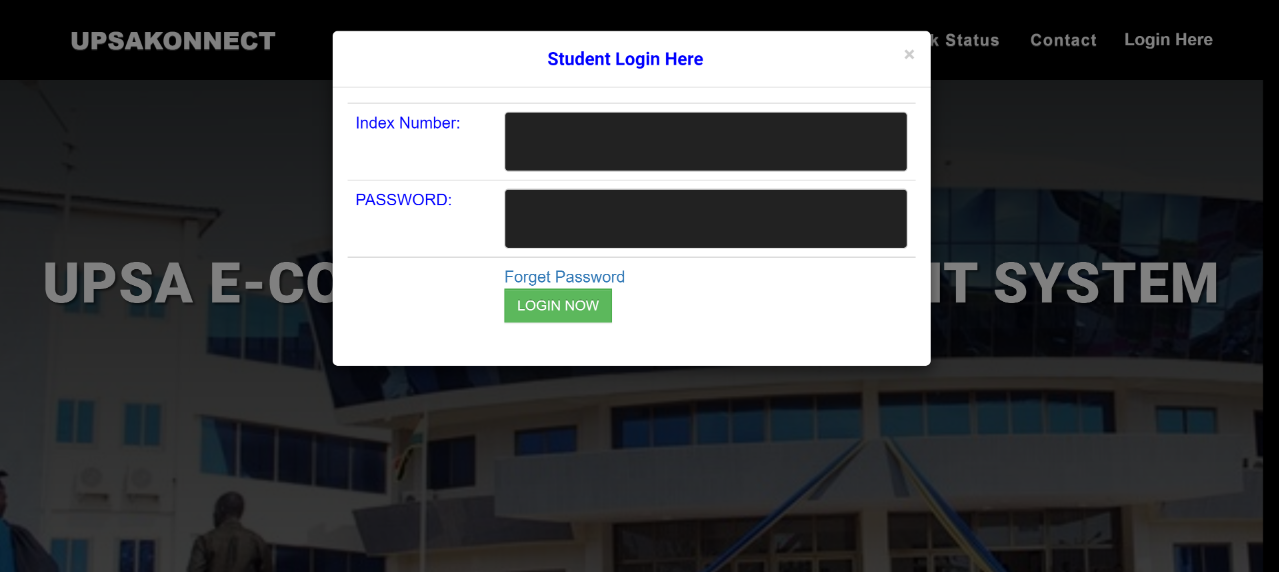 UPSAKONNECT
k Status Contact Login Here
Student Login Here ×
Index Number:
PASSWORD:
Forget Password
LOGIN NOW
UPSA E-CO T SYSTEM